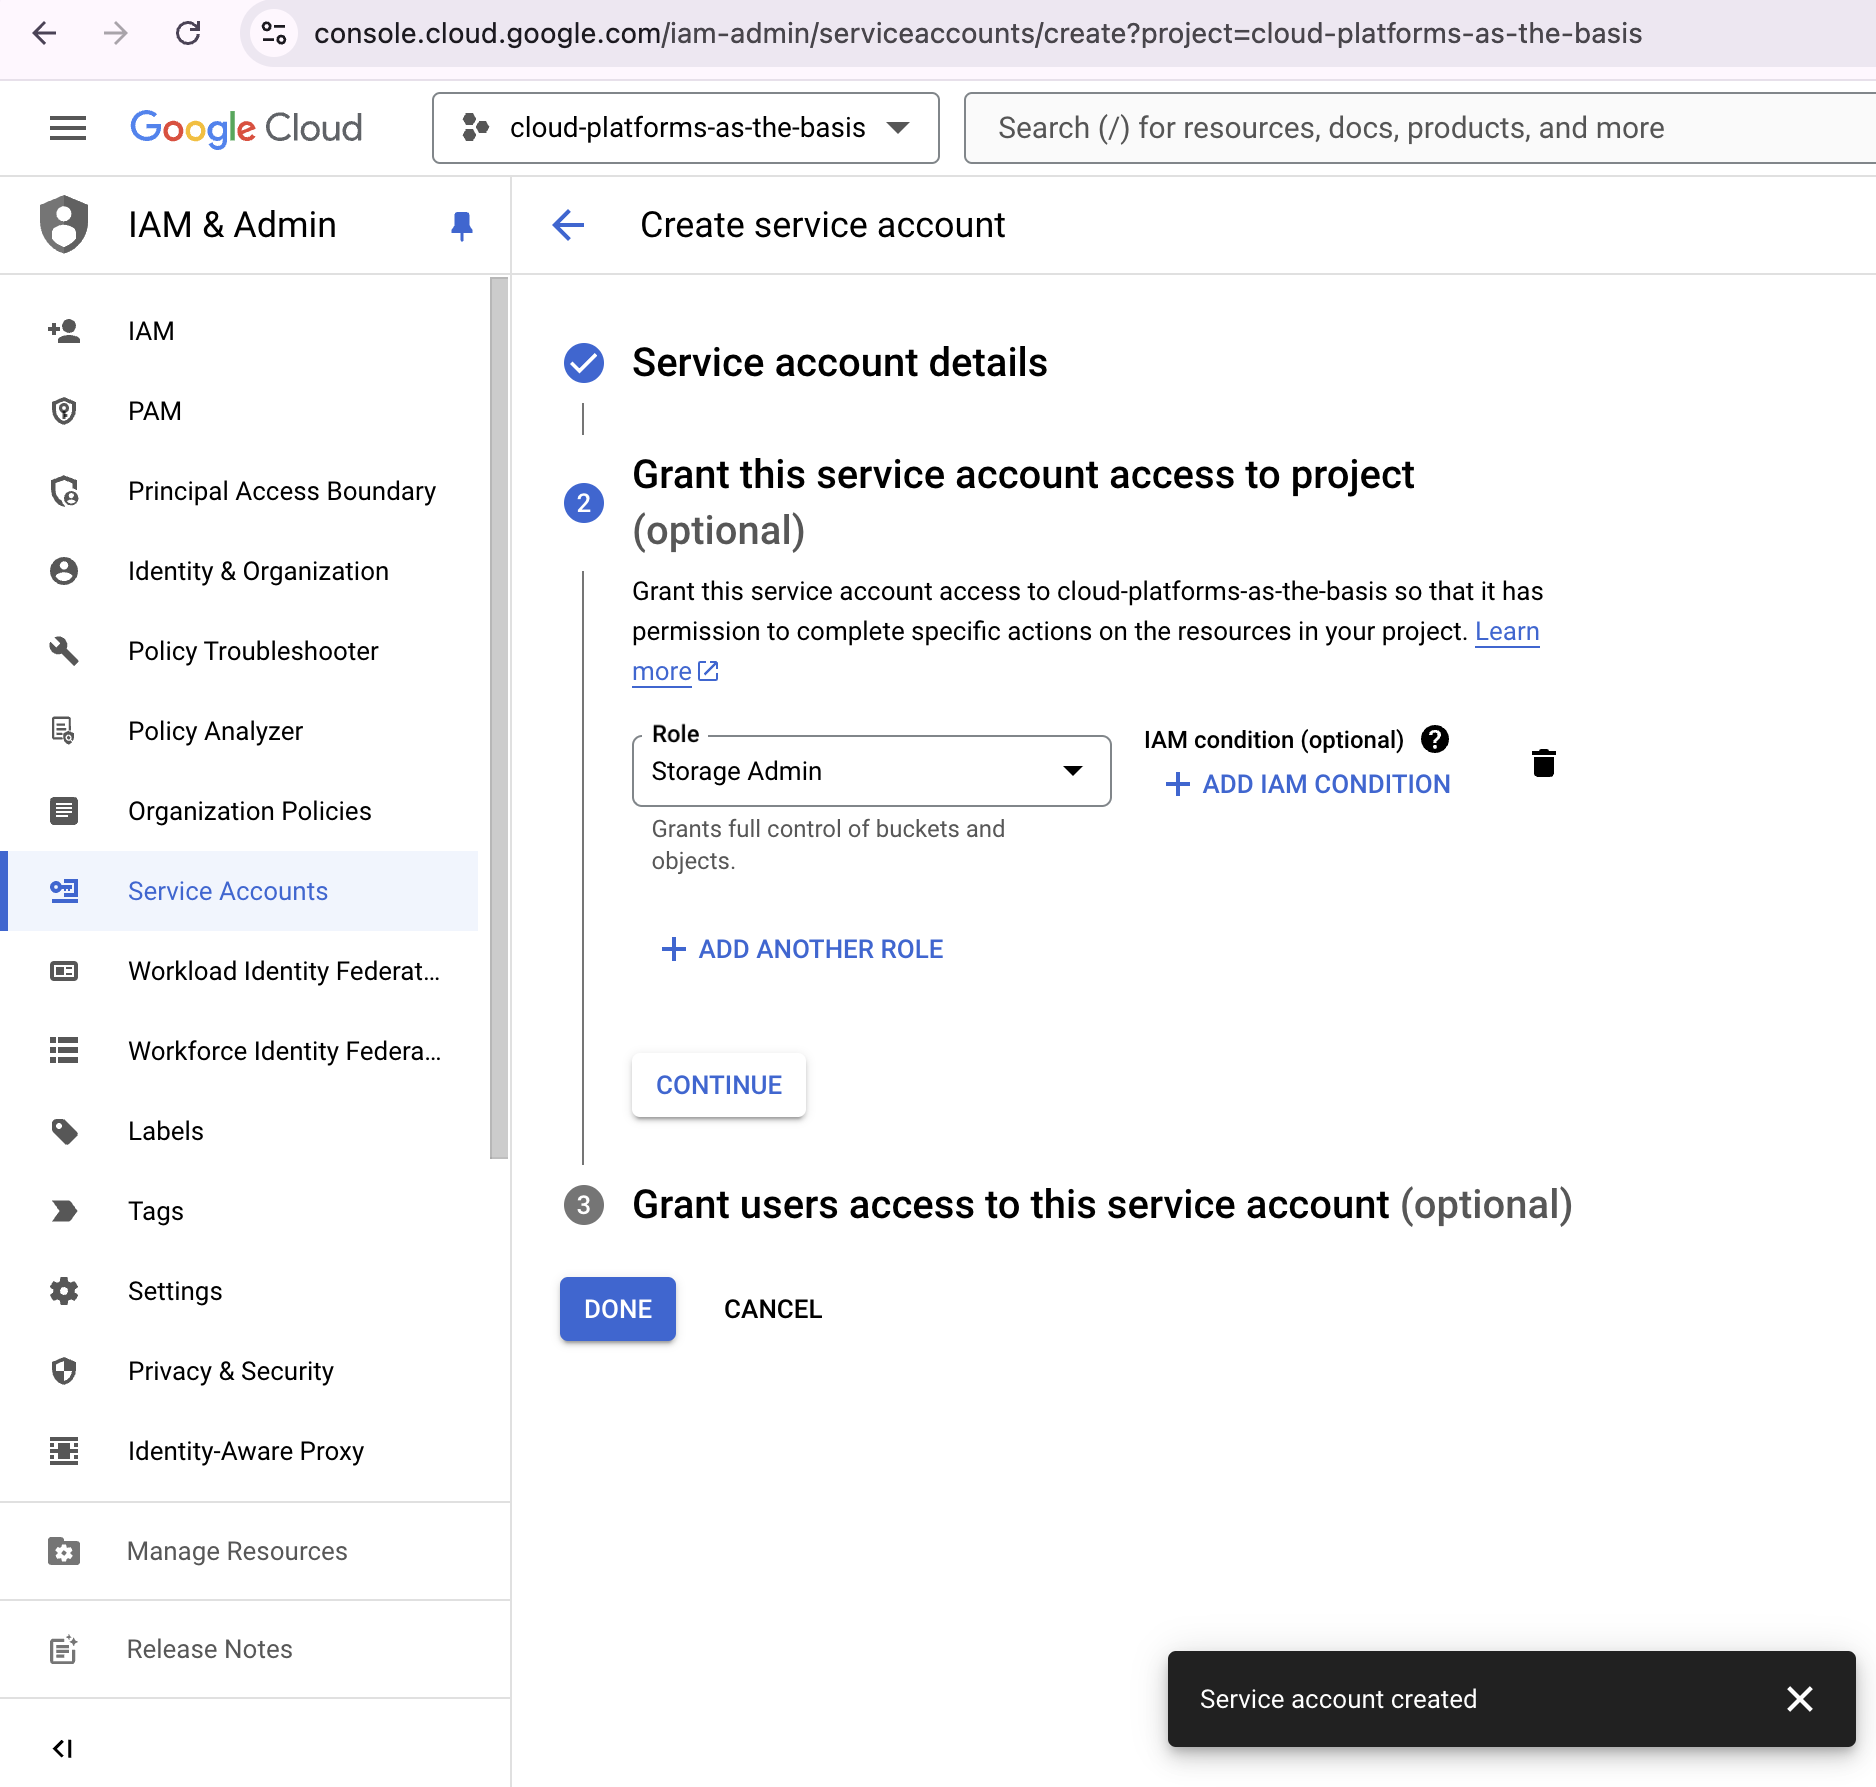 console.cloud.google.com/iam-admin/serviceaccounts/create?project=cloud-platforms-as-the-basis
Google Cloud
cloud-platforms-as-the-basis
Search (/) for resources, docs, products, and more
IAM & Admin
Create service account
IAM
PAM
Principal Access Boundary
Identity & Organization
Policy Troubleshooter
Policy Analyzer
Organization Policies
Service Accounts
Workload Identity Federat...
Workforce Identity Federa...
Labels
Tags
Settings
Privacy & Security
Identity-Aware Proxy
Manage Resources
Release Notes
Service account details
2
Grant this service account access to project
(optional)
Grant this service account access to cloud-platforms-as-the-basis so that it has
permission to complete specific actions on the resources in your project. Learn
more
Role
Storage Admin
Grants full control of buckets and
objects.
IAM condition (optional) ?
+ ADD IAM CONDITION
+ ADD ANOTHER ROLE
CONTINUE
3
Grant users access to this service account (optional)
DONE
CANCEL
Service account created